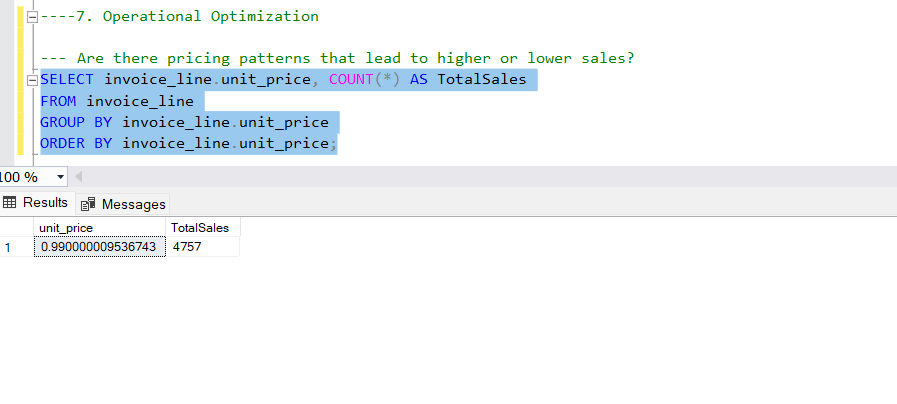 ----7. Operational Optimization
--- Are there pricing patterns that lead to higher or lower sales?
SELECT invoice_line.unit_price, COUNT(*) AS TotalSales
FROM invoice_line
GROUP BY invoice_line.unit_price
ORDER BY invoice_line.unit_price;
100 %
Results Messages
unit_price TotalSales
1 0.990000009536743 4757